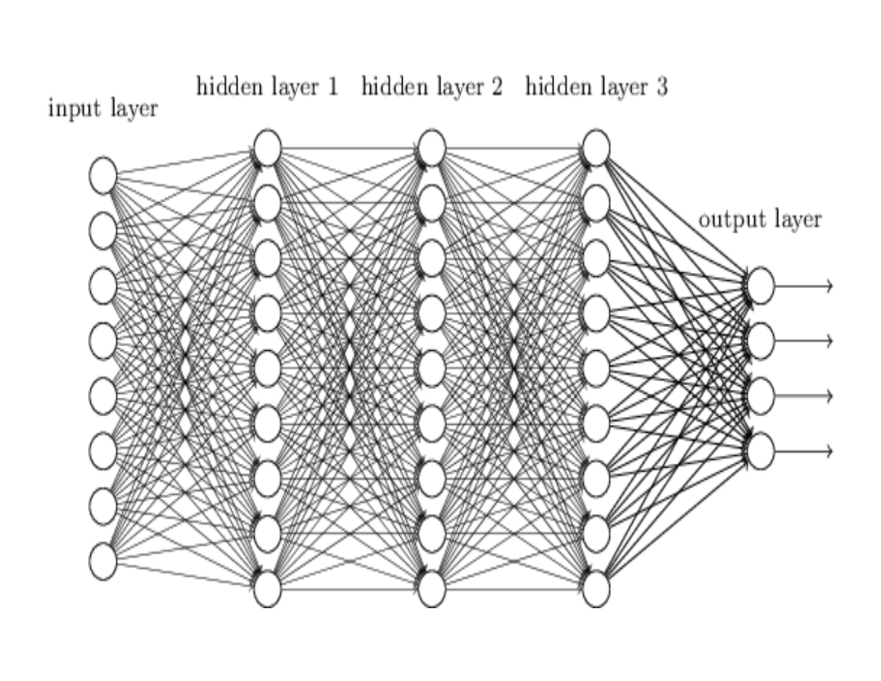 input layer
hidden layer 1
hidden layer 2
hidden layer 3
output layer